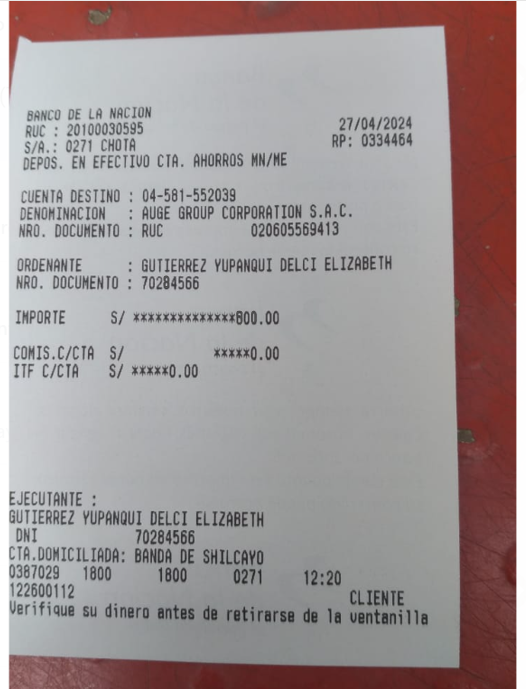 BANCO DE LA NACION
RUC : 20100030595 27/04/2024
S/A.: 0271 CHOTA RP: 0334464
DEPOS. EN EFECTIVO CTA. AHORROS MN/ME
CUENTA DESTINO : 04-581-552039
DENOMINACION : AUGE GROUP CORPORATION S.A.C.
NRO. DOCUMENTO : RUC 020605569413
ORDENANTE : GUTIERREZ YUPANQUI DELCI ELIZABETH
NRO. DOCUMENTO : 70284566
IMPORTE S/ **************600.00
COMIS.C/CTA S/ *****0.00
ITF C/CTA S/ *****0.00
EJECUTANTE :
GUTIERREZ YUPANQUI DELCI ELIZABETH
DNI 70284566
CTA.DOMICILIADA: BANDA DE SHILCAYO
0387029 1800 1800 0271 12:20
122600112 CLIENTE
Verifique su dinero antes de retirarse de la ventanilla